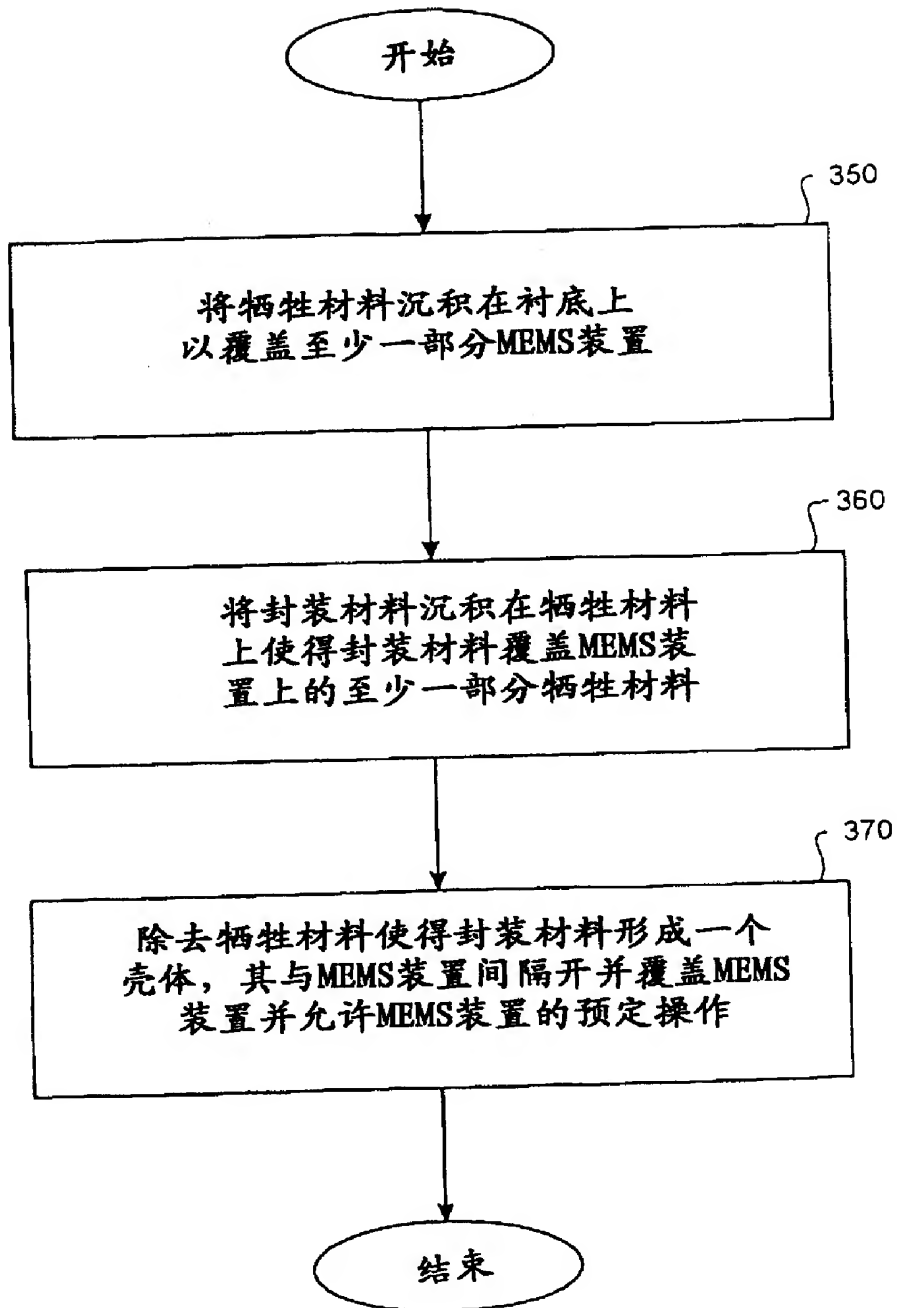 开始
350
将牺牲材料沉积在衬底上
以覆盖至少一部分MEMS装置
360
将封装材料沉积在牺牲材料
上使得封装材料覆盖MEMS装
置上的至少一部分牺牲材料
370
除去牺牲材料使得封装材料形成一个
壳体，其与MEMS装置间隔开并覆盖MEMS
装置并允许MEMS装置的预定操作
结束